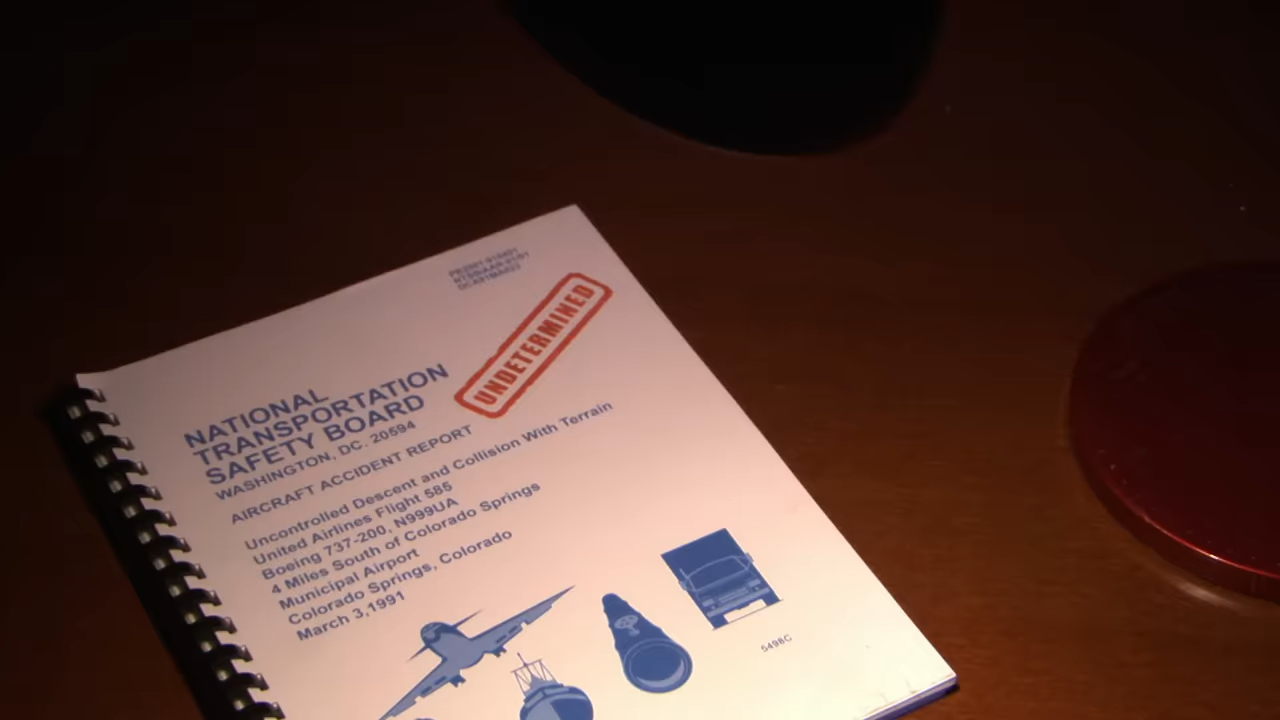 UNDETERMINED
NATIONAL
TRANSPORTATION
SAFETY BOARD
WASHINGTON, DC. 20594
AIRCRAFT ACCIDENT REPORT
Uncontrolled Descent and Collision With Terrain
United Airlines Flight 585
Boeing 737-200, N999UA
4 Miles South of Colorado Springs
Municipal Airport
Colorado Springs, Colorado
March 3,1991
5498C